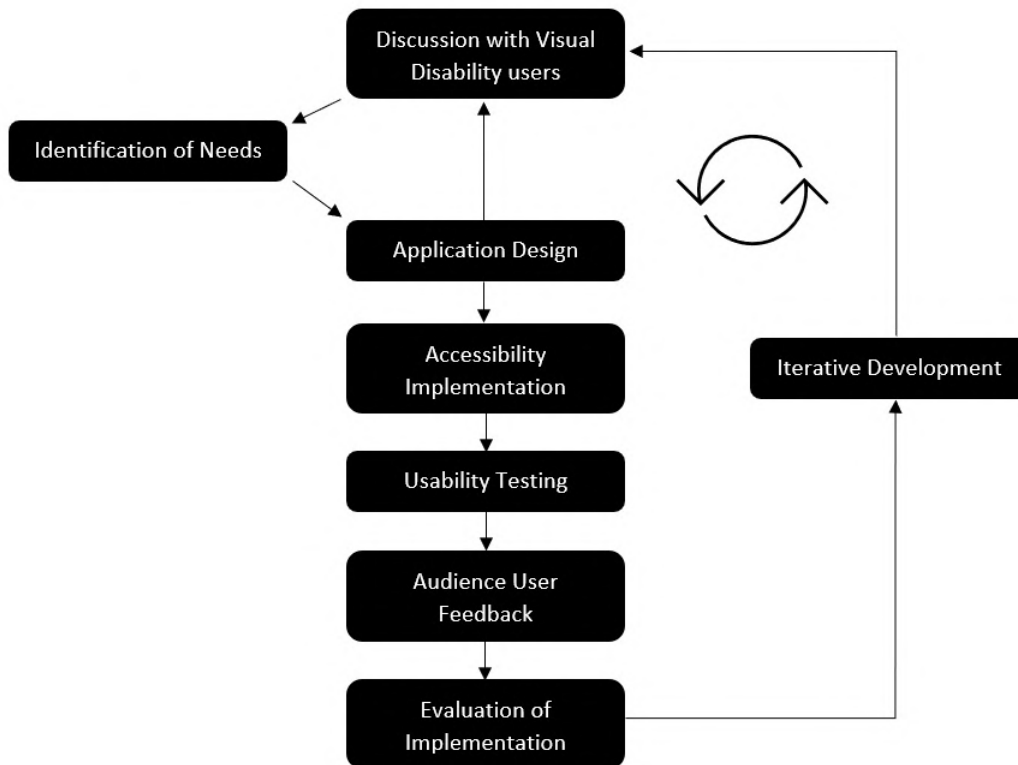 Discussion with Visual
Disability users
Identification of Needs
Application Design
Accessibility
Implementation
Iterative Development
Usability Testing
Audience User
Feedback
Evaluation of
Implementation